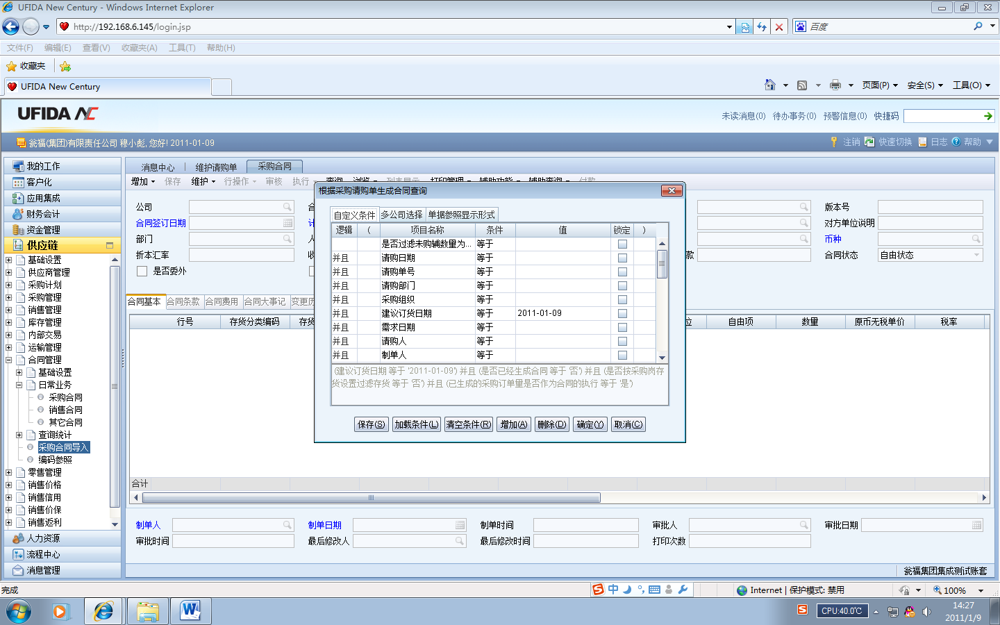 UFIDA New Century - Windows Internet Explorer
http://192.168.6.145/login.jsp
百度
文件(F) 编辑(E) 查看(V) 收藏夹(A) 工具(T) 帮助(H)
收藏夹
UFIDA New Century
页面(P) 安全(S) 工具(O)
UFIDA NC
未读消息(0) 待办事务(0) 预警信息(0) 快捷码
瓮福(集团)有限责任公司 穆小彪, 您好! 2011-01-09
注销 快速切换 日志 帮助
我的工作
客户化
应用集成
财务会计
资金管理
供应链
基础设置
供应商管理
采购计划
采购管理
销售管理
库存管理
内部交易
运输管理
合同管理
基础设置
日常业务
采购合同
销售合同
其它合同
查询统计
采购合同导入
编码参照
零售管理
销售价格
销售信用
销售价保
销售返利
人力资源
流程中心
消息管理
消息中心 维护请购单 采购合同
增加 保存 维护 行操作 审核 执行
公司
版本号
合同签订日期
对方单位说明
部门
币种
折本汇率
款
合同状态 自由状态
是否委外
合同基本 合同条款 合同费用 合同大事记 变更历
行号 存货分类编码 存货 位 自由项 数量 原币无税单价 税率
合计
根据采购请购单生成合同查询
自定义条件 多公司选择 单据参照显示形式
逻辑 ( 项目名称 条件 值 锁定 )
是否过滤未购辅数量为... 等于
并且 请购日期 等于
并且 请购单号 等于
并且 请购部门 等于
并且 采购组织 等于
并且 建议订货日期 等于 2011-01-09
并且 需求日期 等于
并且 请购人 等于
并且 制单人 等于
(建议订货日期 等于 '2011-01-09') 并且 (是否已经生成合同 等于 '否') 并且 (是否按采购岗存
货设置过滤存货 等于 '否') 并且 (已生成的采购订单量是否作为合同的执行 等于 '是')
保存(S) 加载条件(L) 清空条件(R) 增加(A) 删除(D) 确定(Y) 取消(C)
制单人 制单日期 制单时间 审批人 审批日期
审批时间 最后修改人 最后修改时间 打印次数
瓮福集团集成测试账套
完成
中
Internet | 保护模式: 禁用
100%
CPU:40.0℃
14:27
2011/1/9